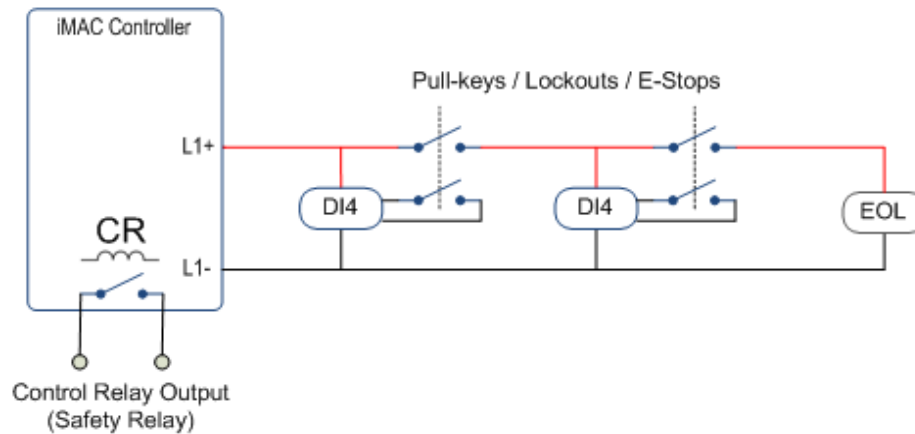 iMAC Controller
Pull-keys / Lockouts / E-Stops
L1+
DI4
DI4
EOL
CR
L1-
Control Relay Output
(Safety Relay)